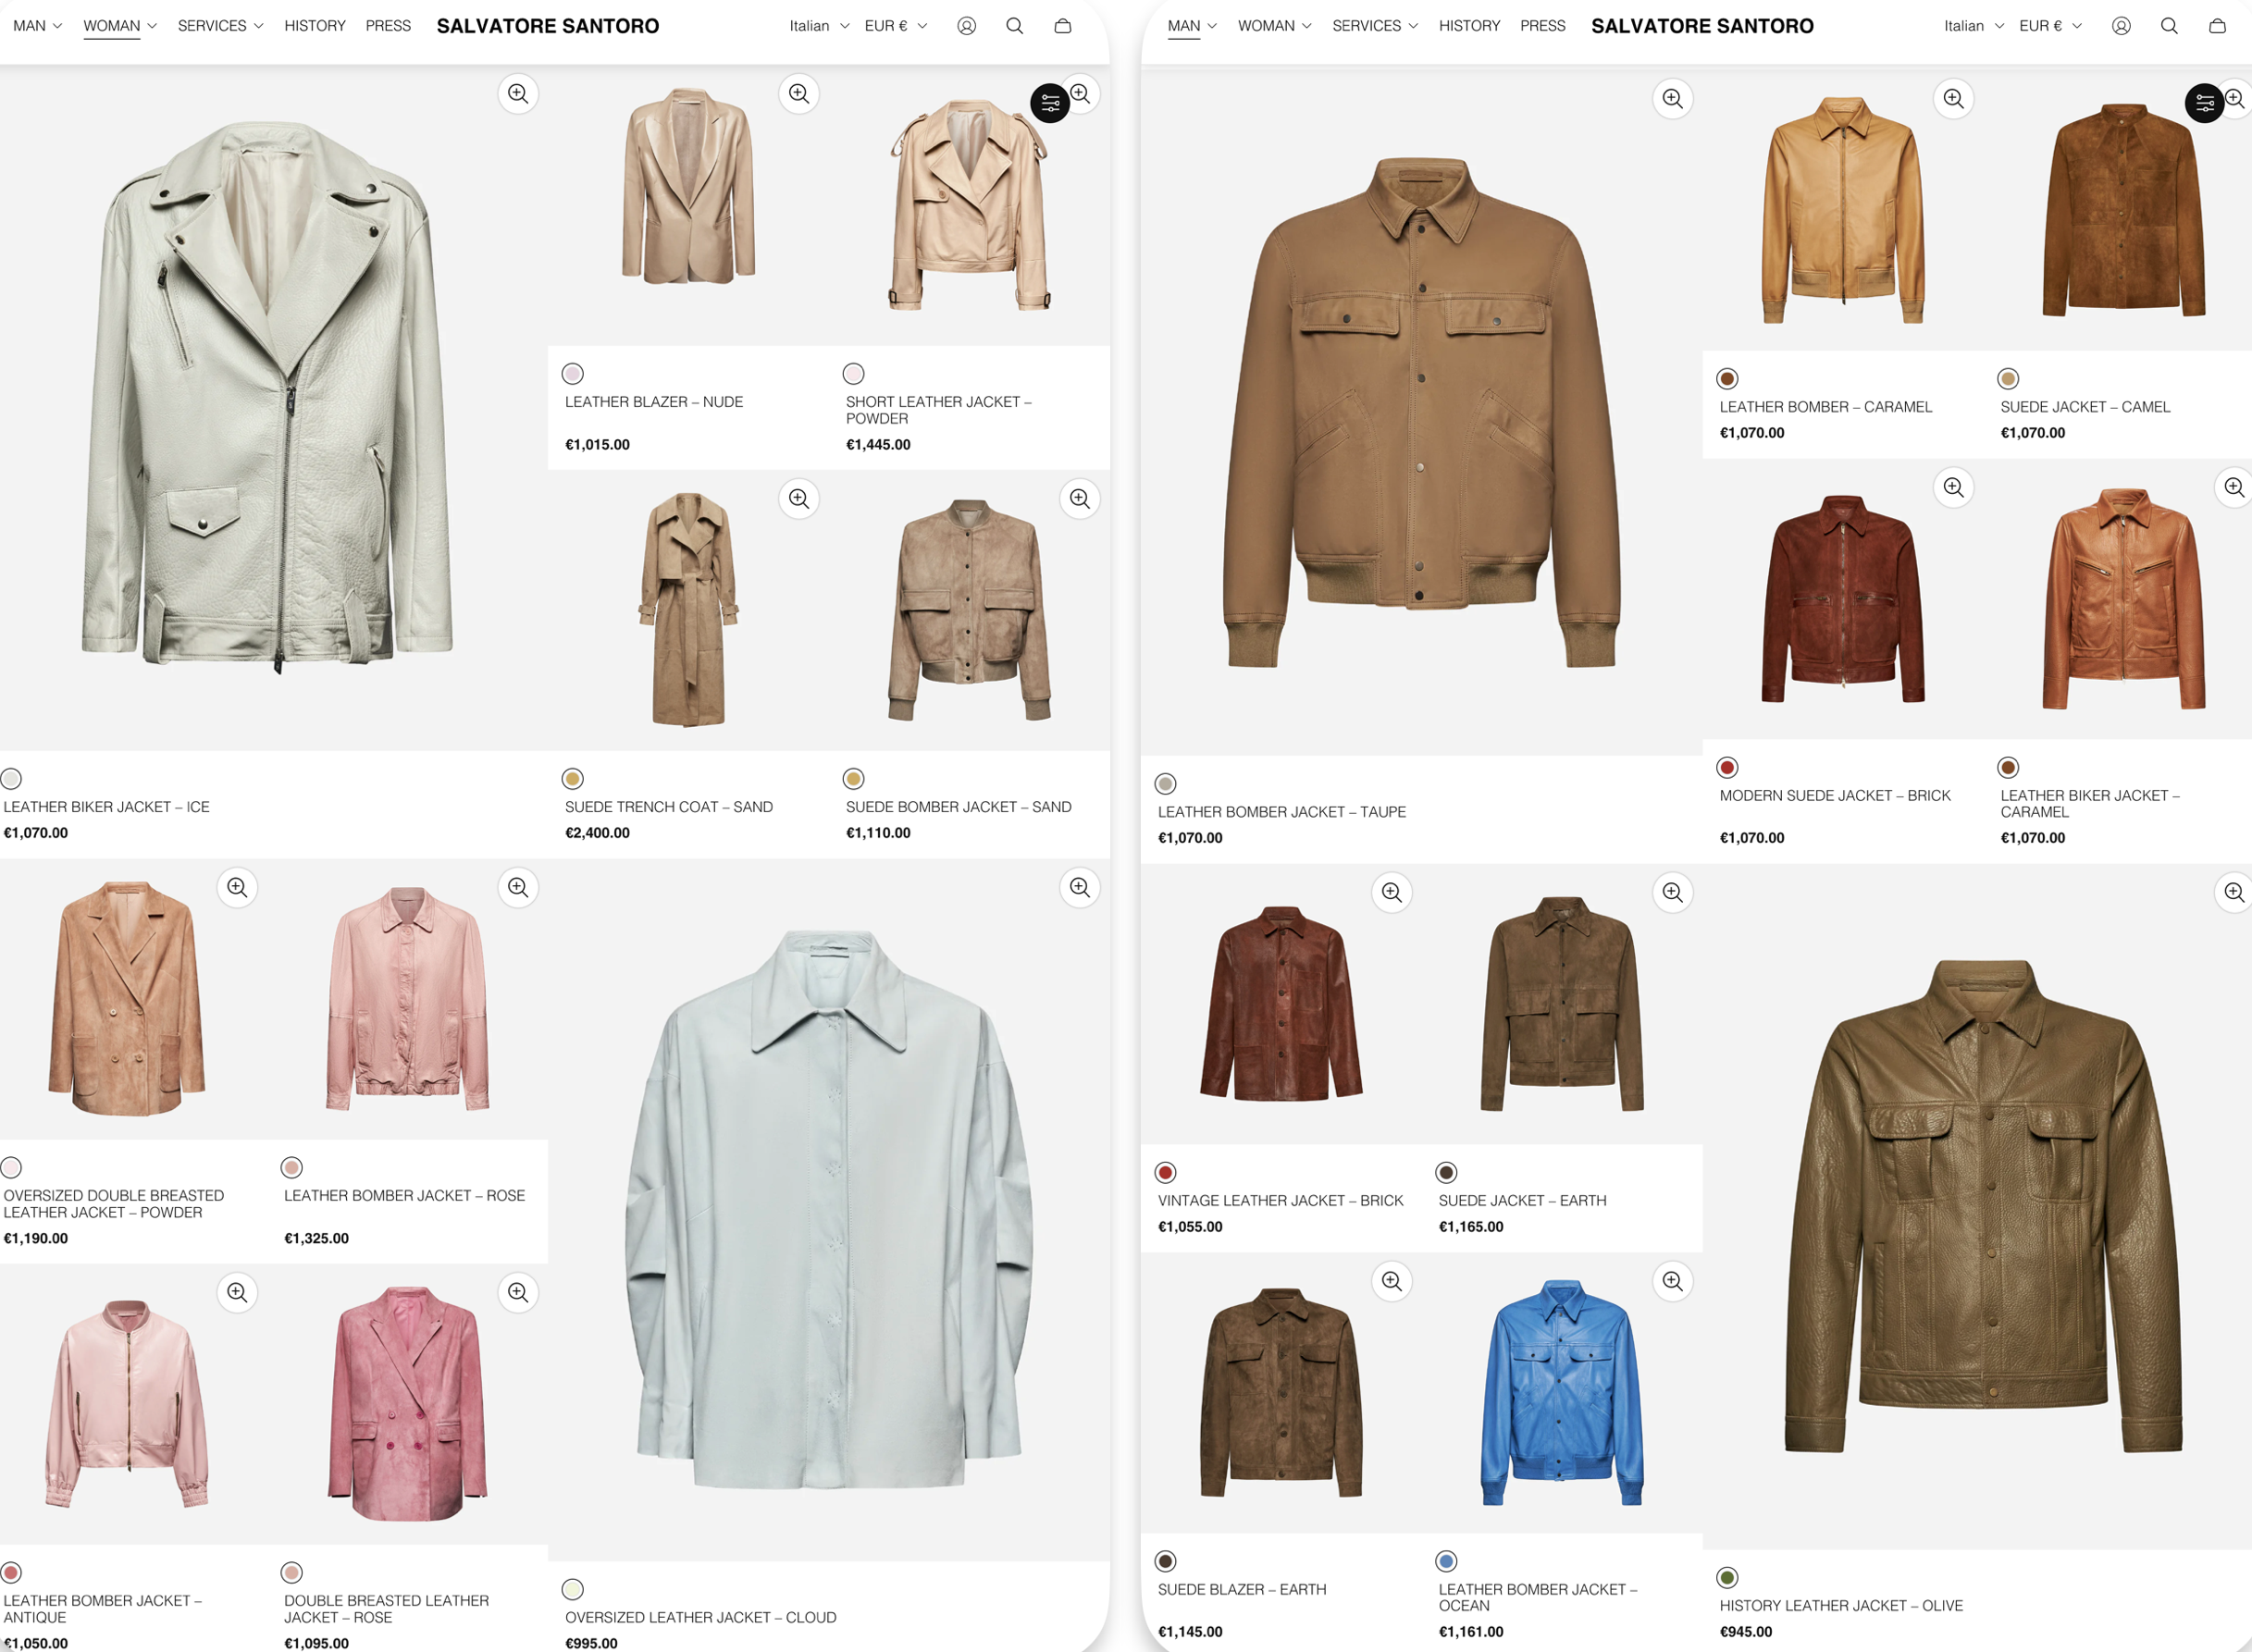 MAN WOMAN SERVICES HISTORY PRESS SALVATORE SANTORO Italian EUR €
LEATHER BLAZER – NUDE
€1,015.00
SHORT LEATHER JACKET –
POWDER
€1,445.00
LEATHER BIKER JACKET – ICE
€1,070.00
SUEDE TRENCH COAT – SAND
€2,400.00
SUEDE BOMBER JACKET – SAND
€1,110.00
OVERSIZED DOUBLE BREASTED
LEATHER JACKET – POWDER
€1,190.00
LEATHER BOMBER JACKET – ROSE
€1,325.00
LEATHER BOMBER JACKET –
ANTIQUE
€1,050.00
DOUBLE BREASTED LEATHER
JACKET – ROSE
€1,095.00
OVERSIZED LEATHER JACKET – CLOUD
€995.00
MAN WOMAN SERVICES HISTORY PRESS SALVATORE SANTORO Italian EUR €
LEATHER BOMBER – CARAMEL
€1,070.00
SUEDE JACKET – CAMEL
€1,070.00
LEATHER BOMBER JACKET – TAUPE
€1,070.00
MODERN SUEDE JACKET – BRICK
€1,070.00
LEATHER BIKER JACKET –
CARAMEL
€1,070.00
VINTAGE LEATHER JACKET – BRICK
€1,055.00
SUEDE JACKET – EARTH
€1,165.00
SUEDE BLAZER – EARTH
€1,145.00
LEATHER BOMBER JACKET –
OCEAN
€1,161.00
HISTORY LEATHER JACKET – OLIVE
€945.00